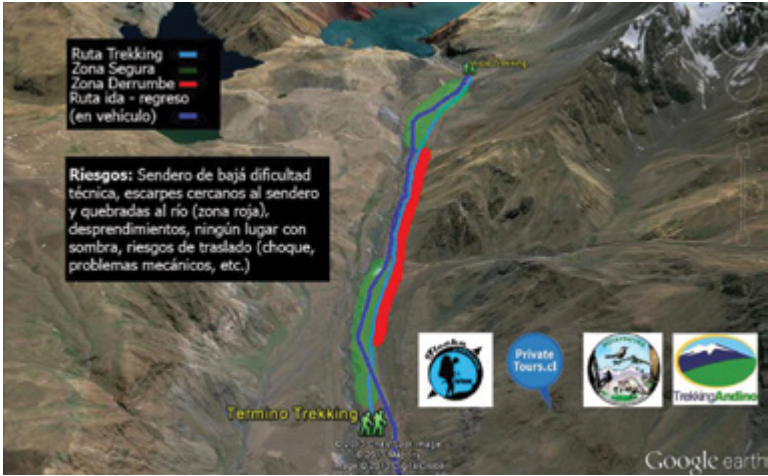 Ruta Trekking
Zona Segura
Zona Derrumbe
Ruta ida - regreso
(en vehículo)
Trekking
Riesgos: Sendero de bajá dificultad
técnica, escarpes cercanos al sendero
y quebradas al río (zona roja),
desprendimientos, ningún lugar con
sombra, riesgos de traslado (choque,
problemas mecánicos, etc.)
Private
Tours.cl
TrekkingAndino
Termino Trekking
Google earth